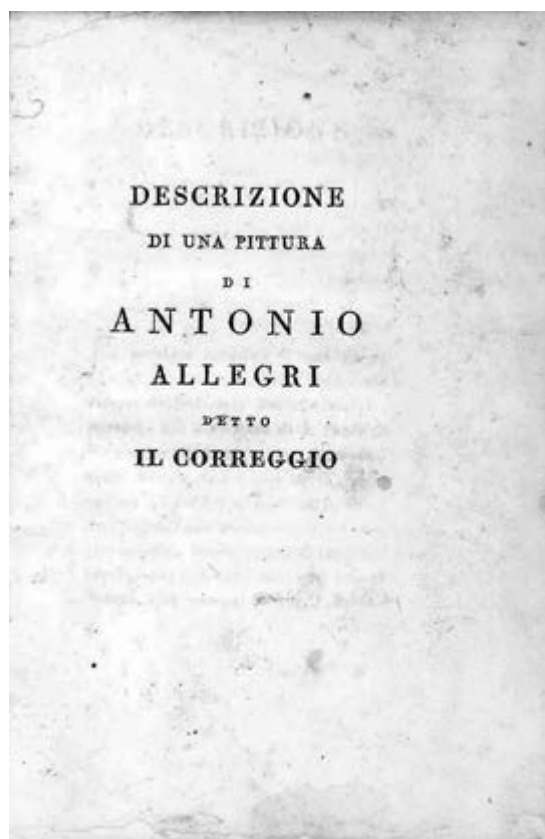 DESCRIZIONE
DI UNA PITTURA
DI
ANTONIO
ALLEGRI
DETTO
IL CORREGGIO